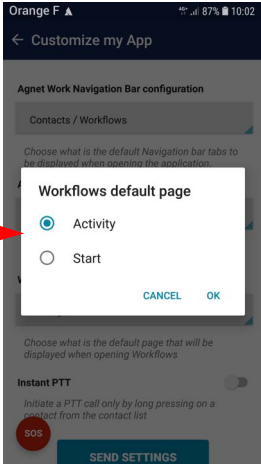 Orange F 4G+ 87% 10:02
← Customize my App
Agnet Work Navigation Bar configuration
Contacts / Workflows
Choose what is the default Navigation bar tabs to
be displayed when opening the application.
A
Workflows default page
Activity
Start
CANCEL OK
W
Choose what is the default page that will be
displayed when opening Workflows
Instant PTT
Initiate a PTT call only by long pressing on a
contact from the contact list
SOS
SEND SETTINGS